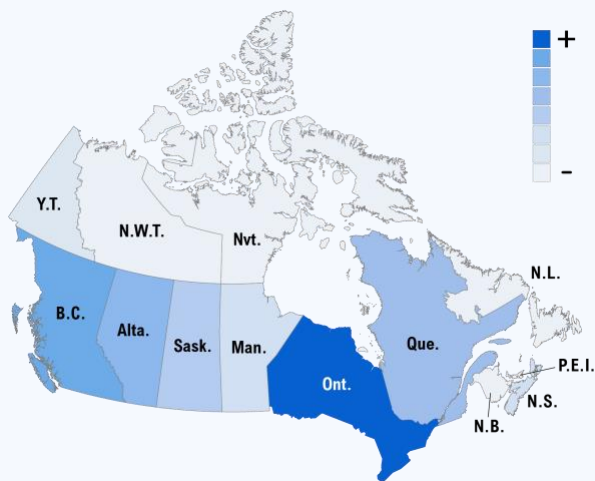 +
-
Y.T.
N.W.T.
Nvt.
N.L.
B.C.
Alta.
Sask.
Man.
Que.
P.E.I.
Ont.
N.S.
N.B.